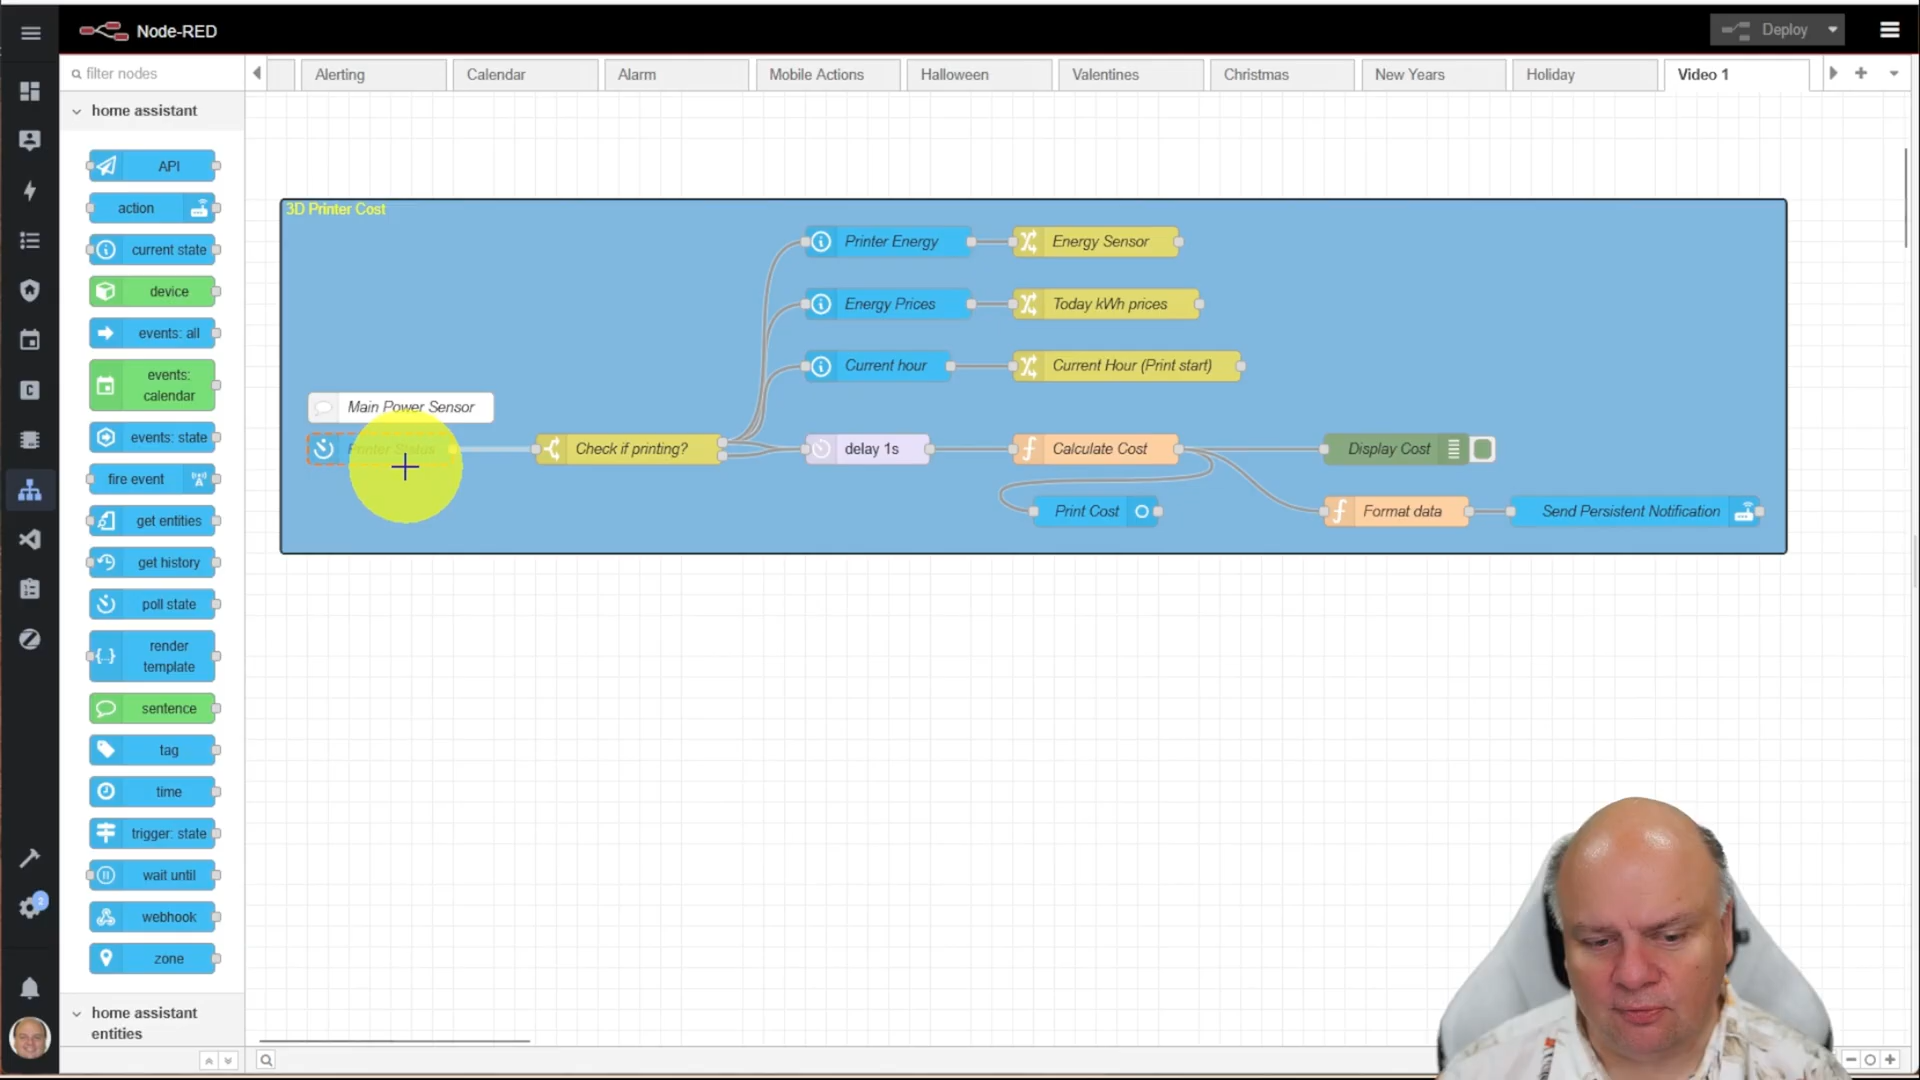 Node-RED
Deploy
filter nodes
Alerting
Calendar
Alarm
Mobile Actions
Halloween
Valentines
Christmas
New Years
Holiday
Video 1
home assistant
API
action
current state
device
events: all
events:
calendar
events: state
fire event
get entities
get history
poll state
render
template
sentence
tag
time
trigger: state
wait until
webhook
zone
home assistant
entities
2
3D Printer Cost
Printer Energy
Energy Sensor
Energy Prices
Today kWh prices
Current hour
Current Hour (Print start)
Main Power Sensor
Printer Status
Check if printing?
delay 1s
Calculate Cost
Display Cost
Print Cost
Format data
Send Persistent Notification